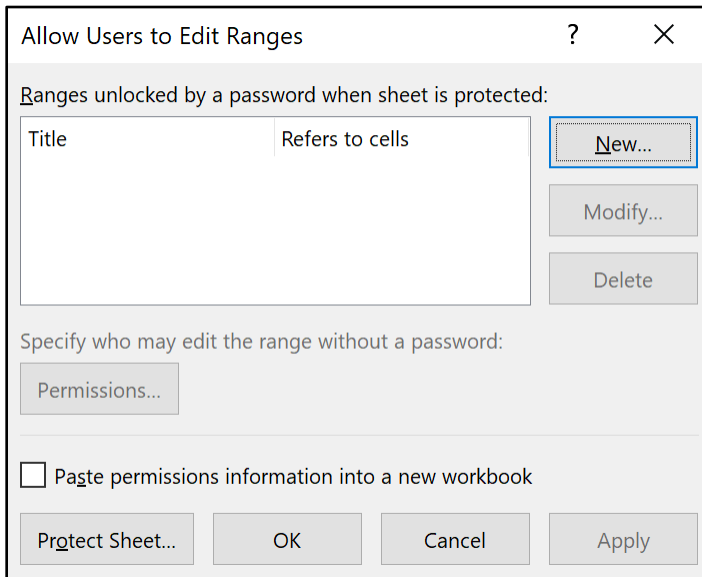 Allow Users to Edit Ranges ?
Ranges unlocked by a password when sheet is protected:
Title Refers to cells
New...
Modify...
Delete
Specify who may edit the range without a password:
Permissions...
Paste permissions information into a new workbook
Protect Sheet... OK Cancel Apply